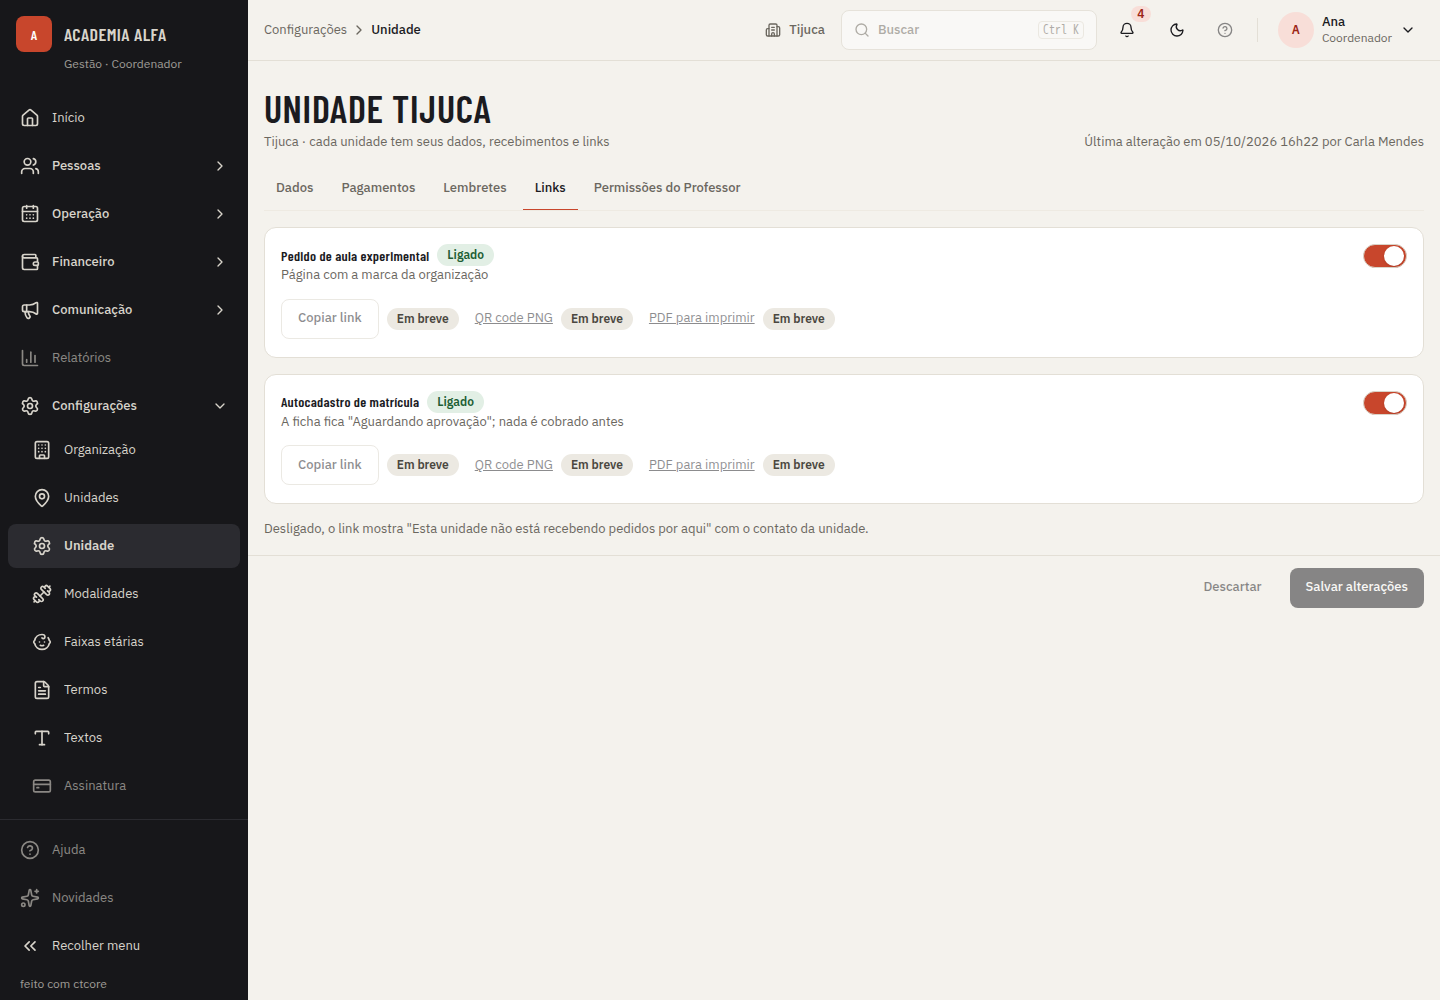 A
ACADEMIA ALFA
Gestão · Coordenador
Início
Pessoas
Operação
Financeiro
Comunicação
Relatórios
Configurações
Organização
Unidades
Unidade
Modalidades
Faixas etárias
Termos
Textos
Assinatura
Ajuda
Novidades
Recolher menu
feito com ctcore
Configurações > Unidade
Tijuca
Buscar
Ctrl K
4
A
Ana
Coordenador
UNIDADE TIJUCA
Tijuca · cada unidade tem seus dados, recebimentos e links
Última alteração em 05/10/2026 16h22 por Carla Mendes
Dados Pagamentos Lembretes Links Permissões do Professor
Pedido de aula experimental Ligado
Página com a marca da organização
Copiar link Em breve QR code PNG Em breve PDF para imprimir Em breve
Autocadastro de matrícula Ligado
A ficha fica "Aguardando aprovação"; nada é cobrado antes
Copiar link Em breve QR code PNG Em breve PDF para imprimir Em breve
Desligado, o link mostra "Esta unidade não está recebendo pedidos por aqui" com o contato da unidade.
Descartar Salvar alterações